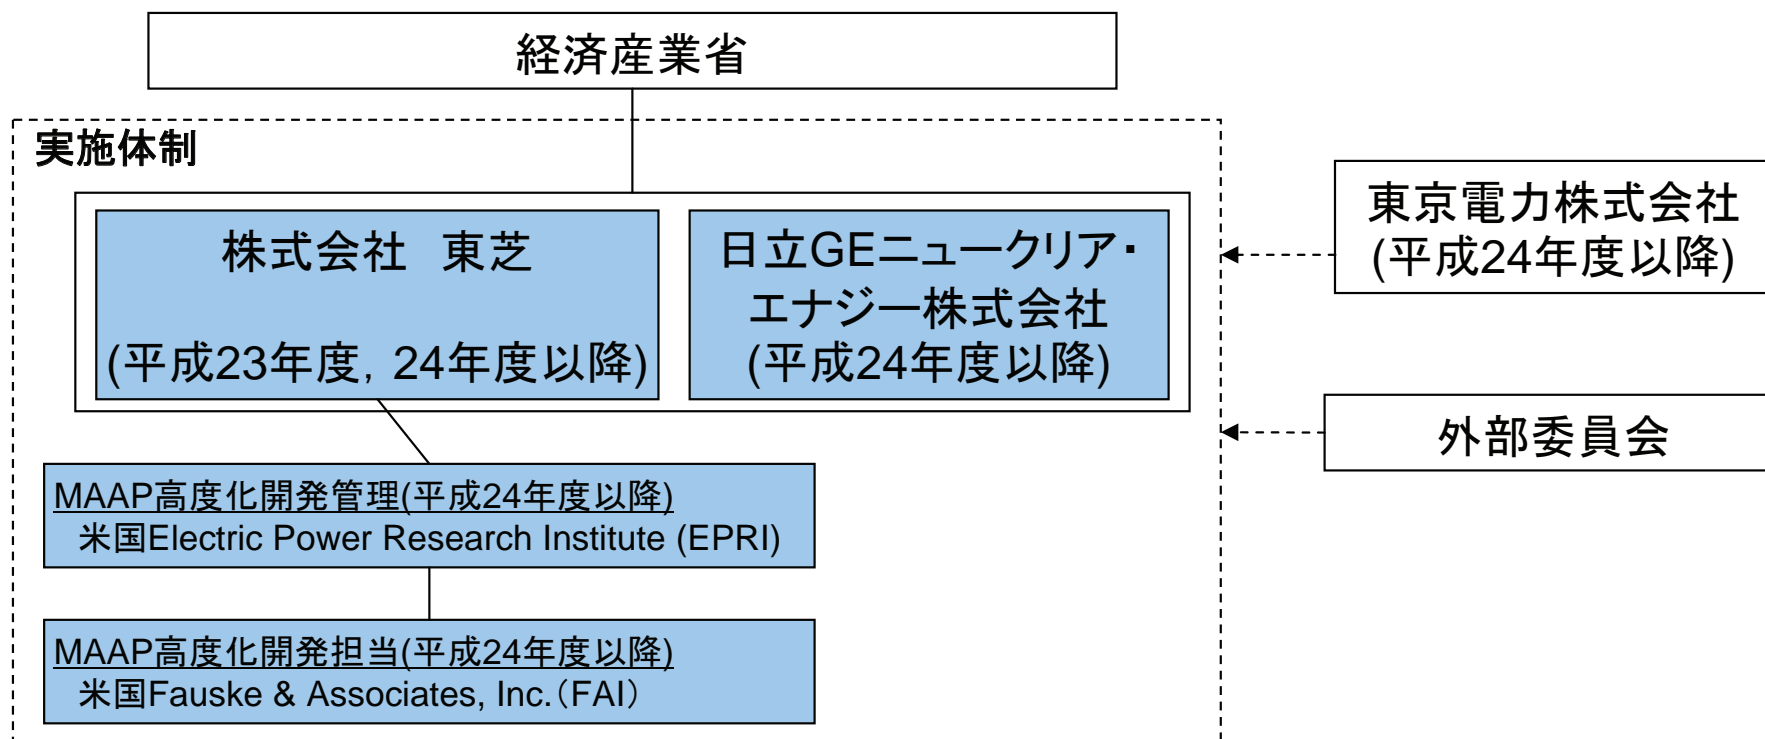 経済産業省
実施体制
株式会社　東芝
(平成23年度，24年度以降)
日立GEニュークリア・
エナジー株式会社
(平成24年度以降)
東京電力株式会社
(平成24年度以降)
外部委員会
MAAP高度化開発管理(平成24年度以降)
米国Electric Power Research Institute (EPRI)
MAAP高度化開発担当(平成24年度以降)
米国Fauske & Associates, Inc.（FAI）